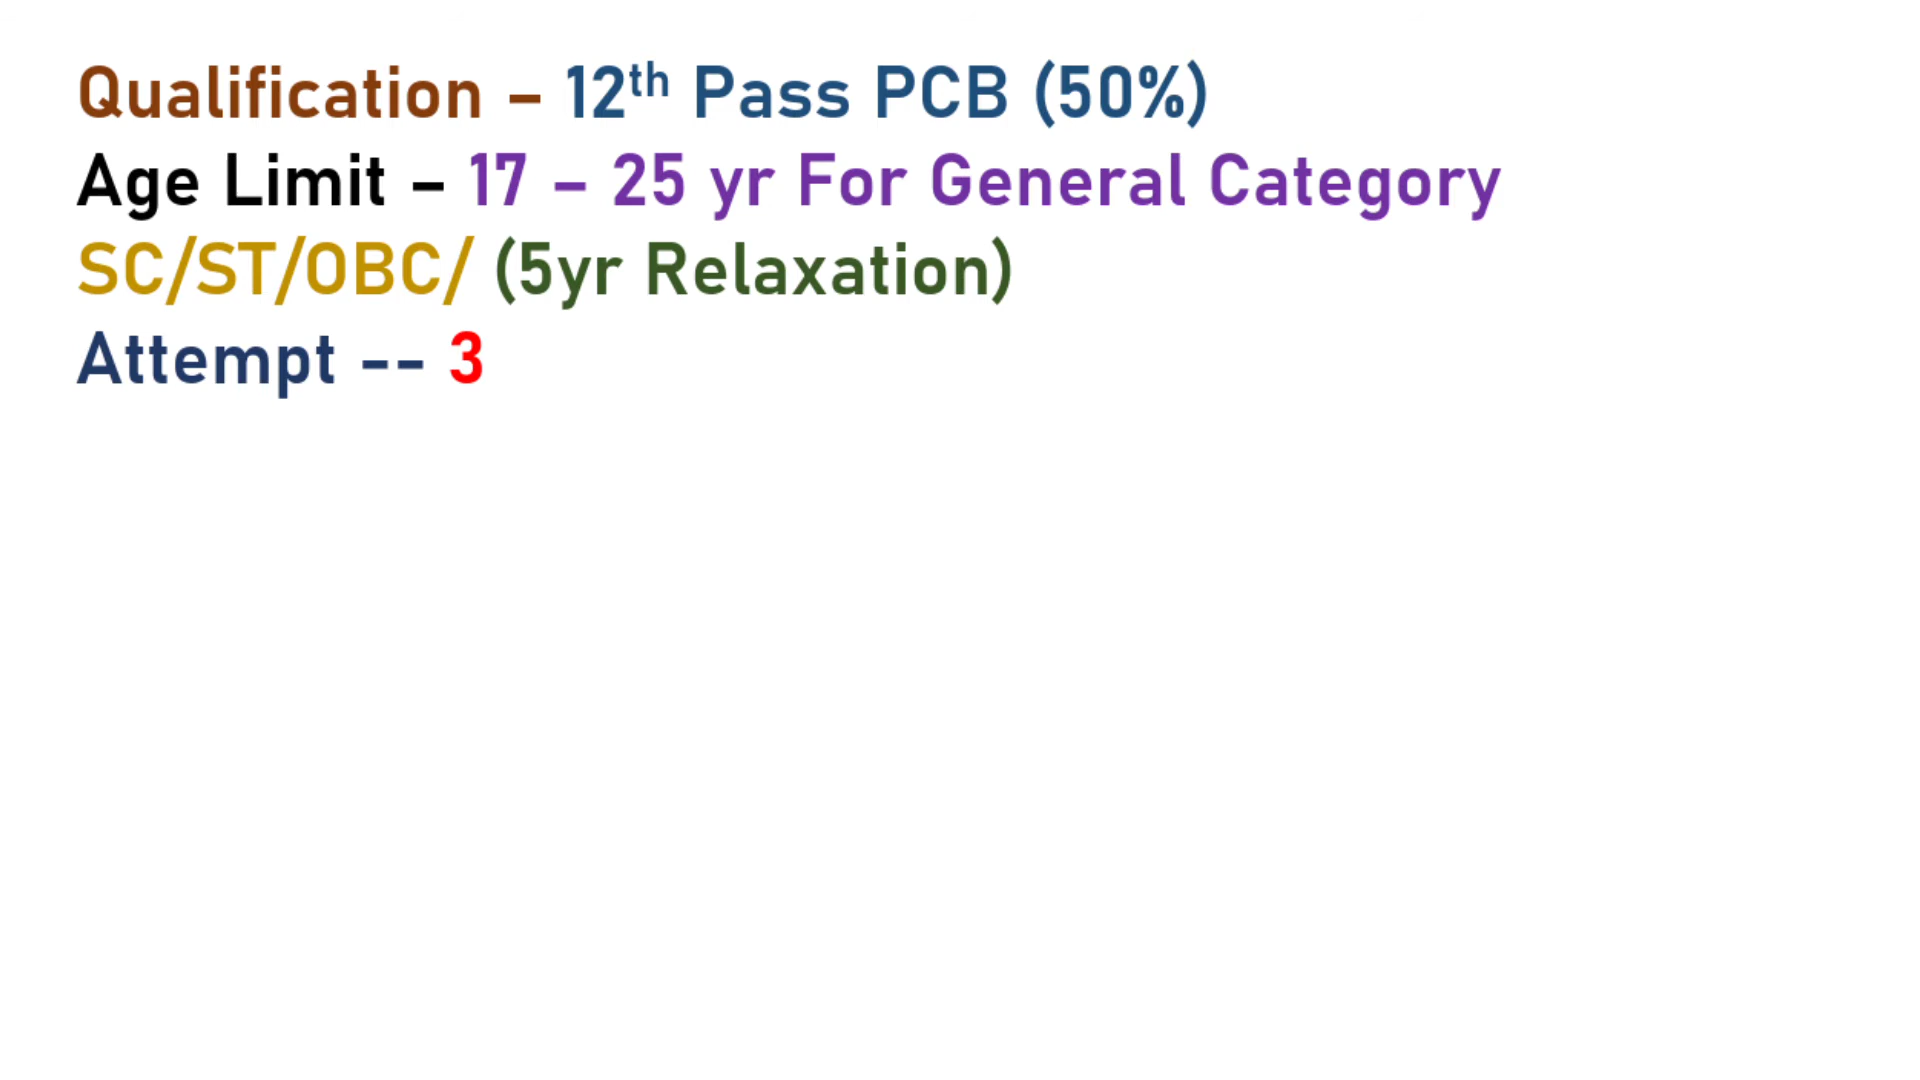 Qualification – 12th Pass PCB (50%)
Age Limit – 17 – 25 yr For General Category
SC/ST/OBC/ (5yr Relaxation)
Attempt -- 3